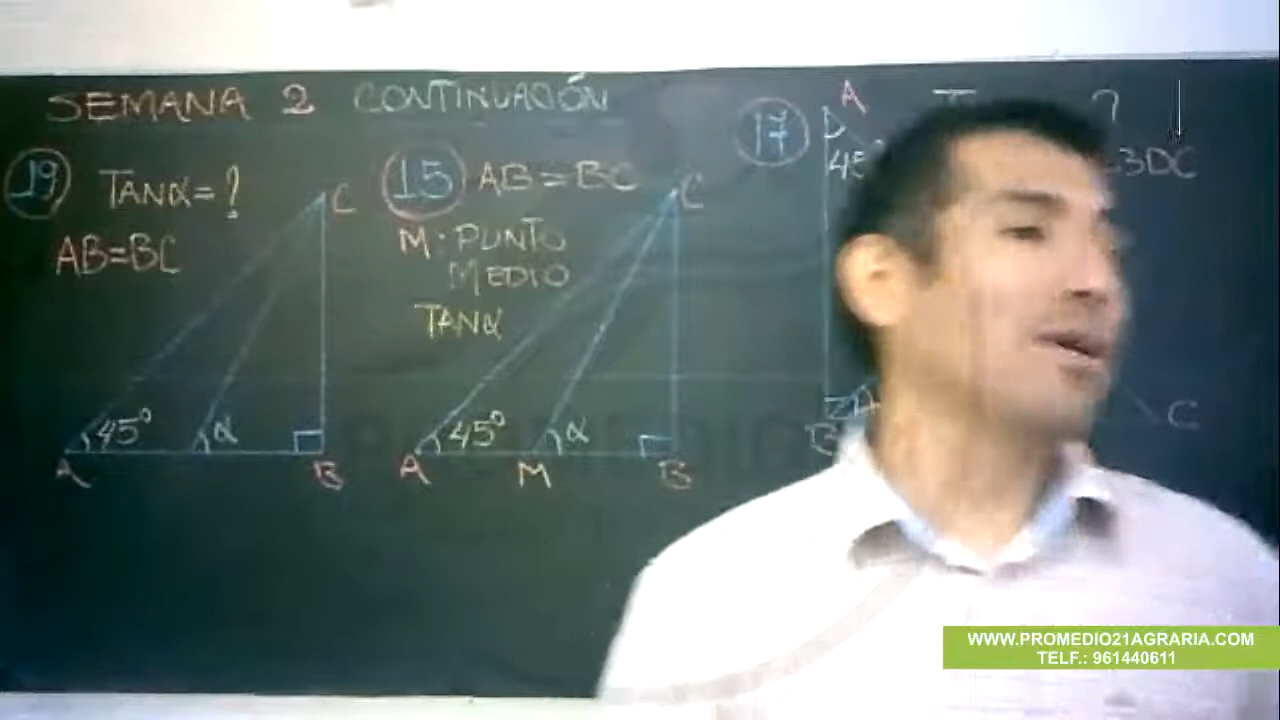 SEMANA 2 CONTINUACIÓN
19 TANα=?
AB=BC
C
45° α
A B
15 AB=BC
M. PUNTO
MEDIO
TANα
C
45° α
A M B
17 A ?
45° 3DC
B C
WWW.PROMEDIO21AGRARIA.COM
TELF.: 961440611